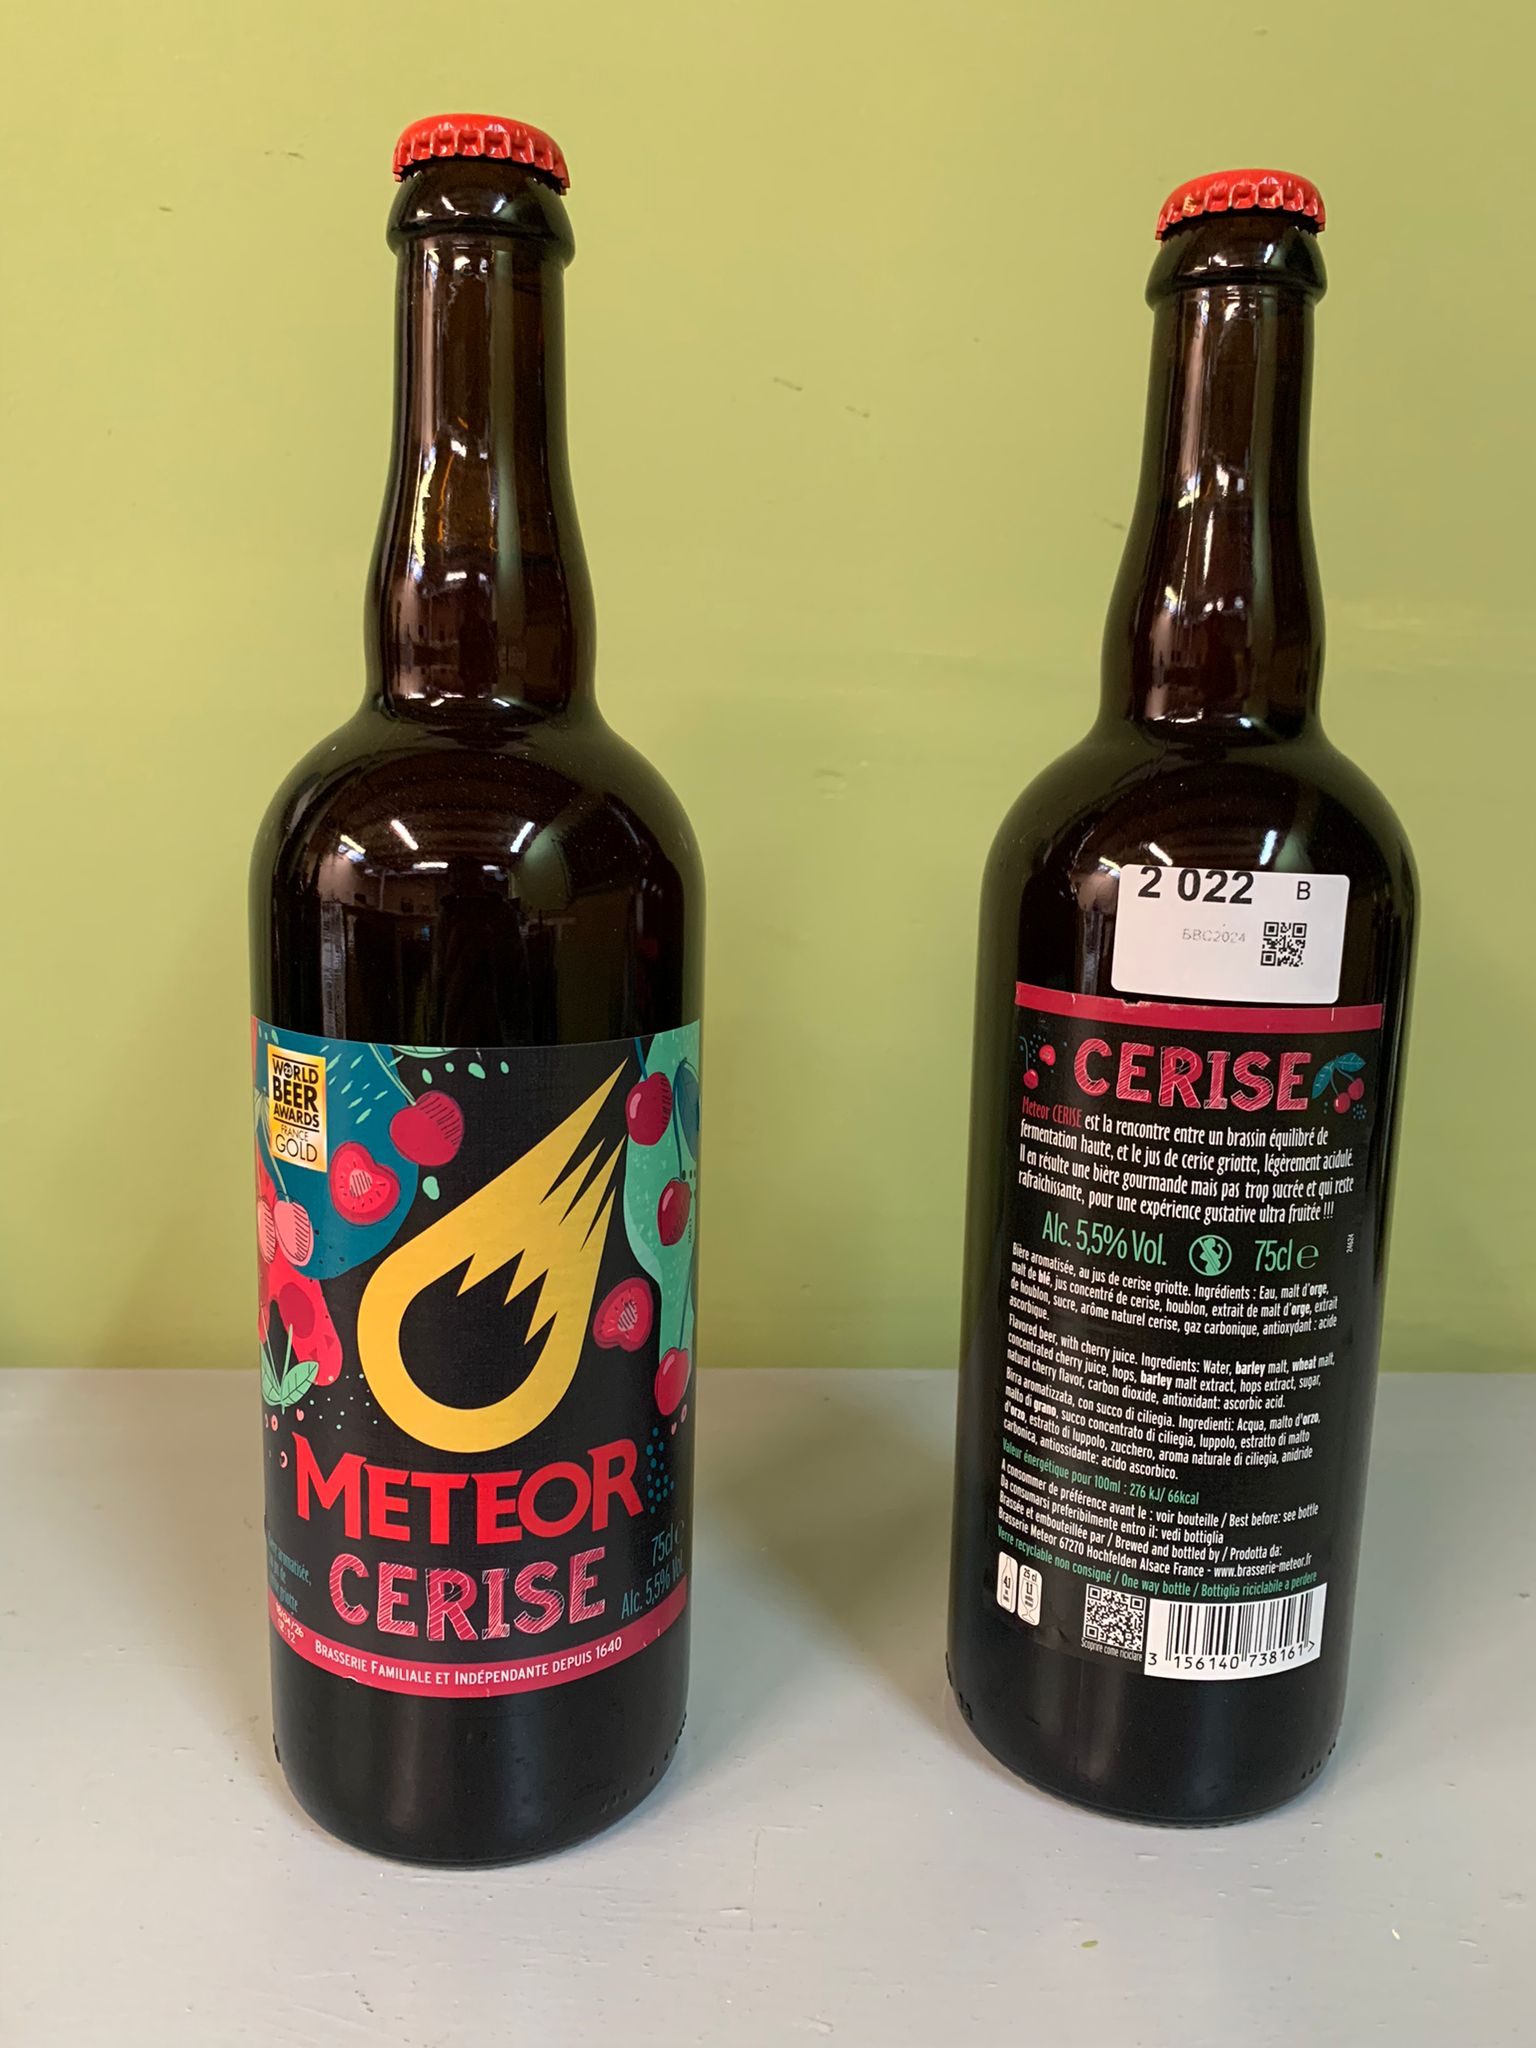 WORLD
23
BEER
AWARDS
FRANCE
GOLD
METEOR
CERISE
75cl e
Alc. 5,5% Vol.
BRASSERIE FAMILIALE ET INDÉPENDANTE DEPUIS 1640
2 022 B
BBC2024
CERISE
Meteor CERISE est la rencontre entre un brassin équilibré de
fermentation haute, et le jus de cerise griotte, légèrement acidulé.
Il en résulte une bière gourmande mais pas trop sucrée et qui reste
rafraichissante, pour une expérience gustative ultra fruitée !!!
Alc. 5,5% Vol. 75cl e
24624
Bière aromatisée, au jus de cerise griotte. Ingrédients : Eau, malt d'orge,
malt de blé, jus concentré de cerise, houblon, extrait de malt d'orge, extrait
de houblon, sucre, arôme naturel cerise, gaz carbonique, antioxydant : acide
ascorbique.
Flavored beer, with cherry juice. Ingredients: Water, barley malt, wheat malt,
concentrated cherry juice, hops, barley malt extract, hops extract, sugar,
natural cherry flavor, carbon dioxide, antioxidant: ascorbic acid.
Birra aromatizzata, con succo di ciliegia. Ingredienti: Acqua, malto d'orzo,
malto di grano, succo concentrato di ciliegia, luppolo, estratto di malto
d'orzo, estratto di luppolo, zucchero, aroma naturale di ciliegia, anidride
carbonica, antiossidante: acido ascorbico.
Valeur énergétique pour 100ml : 276 kJ/ 66kcal
A consommer de préférence avant le : voir bouteille / Best before: see bottle
Da consumarsi preferibilmente entro il: vedi bottiglia
Brassée et embouteillée par / Brewed and bottled by / Prodotta da:
Brasserie Meteor 67270 Hochfelden Alsace France - www.brasserie-meteor.fr
Verre recyclable non consigné / One way bottle / Bottiglia riciclabile a perdere
25 cl
Scoprire come riciclare
3 156140 738161 >